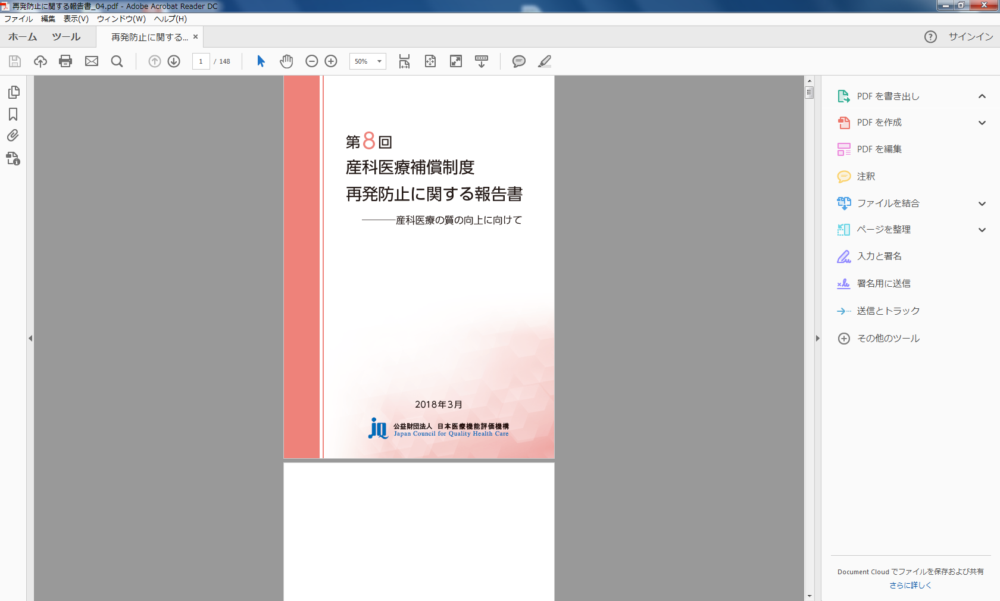 再発防止に関する報告書_04.pdf - Adobe Acrobat Reader DC
ファイル 編集 表示(V) ウィンドウ(W) ヘルプ(H)
ホーム ツール 再発防止に関する... × ? サインイン
1 / 148 50%
第8回
産科医療補償制度
再発防止に関する報告書
―――産科医療の質の向上に向けて
2018年3月
jq 公益財団法人 日本医療機能評価機構
Japan Council for Quality Health Care
PDF を書き出し
PDF を作成
PDF を編集
注釈
ファイルを結合
ページを整理
入力と署名
署名用に送信
送信とトラック
その他のツール
Document Cloud でファイルを保存および共有
さらに詳しく